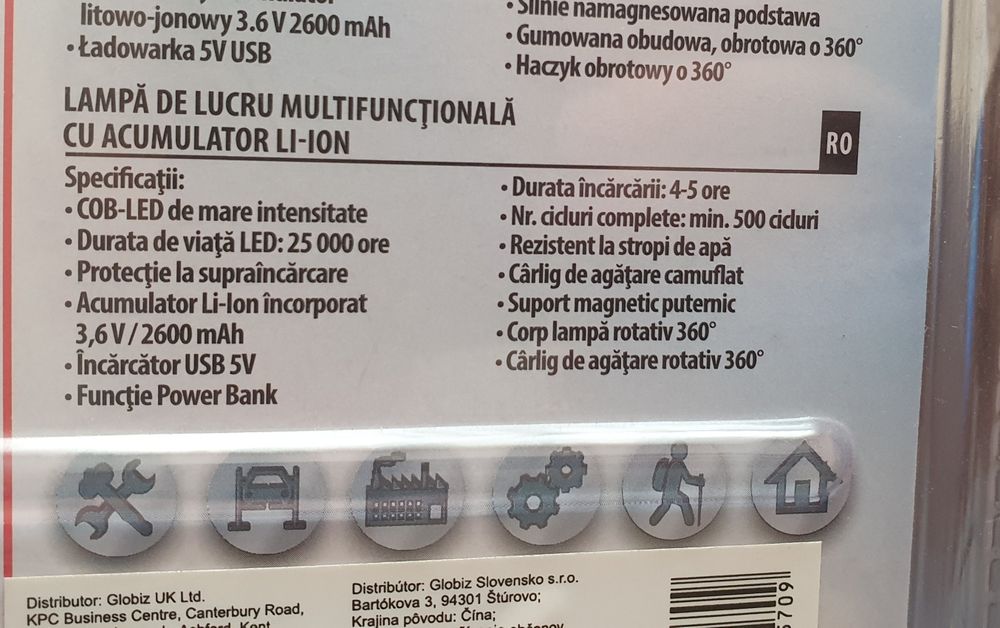 litowo-jonowy 3.6 V 2600 mAh
• Ładowarka 5V USB
• Silnie namagnesowana podstawa
• Gumowana obudowa, obrotowa o 360°
• Haczyk obrotowy o 360°
LAMPĂ DE LUCRU MULTIFUNCŢIONALĂ
CU ACUMULATOR LI-ION
RO
Specificaţii:
• COB-LED de mare intensitate
• Durata de viaţă LED: 25 000 ore
• Protecţie la supraîncărcare
• Acumulator Li-Ion încorporat
3,6 V / 2600 mAh
• Încărcător USB 5V
• Funcţie Power Bank
• Durata încărcării: 4-5 ore
• Nr. cicluri complete: min. 500 cicluri
• Rezistent la stropi de apă
• Cârlig de agăţare camuflat
• Suport magnetic puternic
• Corp lampă rotativ 360°
• Cârlig de agăţare rotativ 360°
Distributor: Globiz UK Ltd.
KPC Business Centre, Canterbury Road,
Ashford, Kent
Distribútor: Globiz Slovensko s.r.o.
Bartókova 3, 94301 Štúrovo;
Krajina pôvodu: Čína;
5709